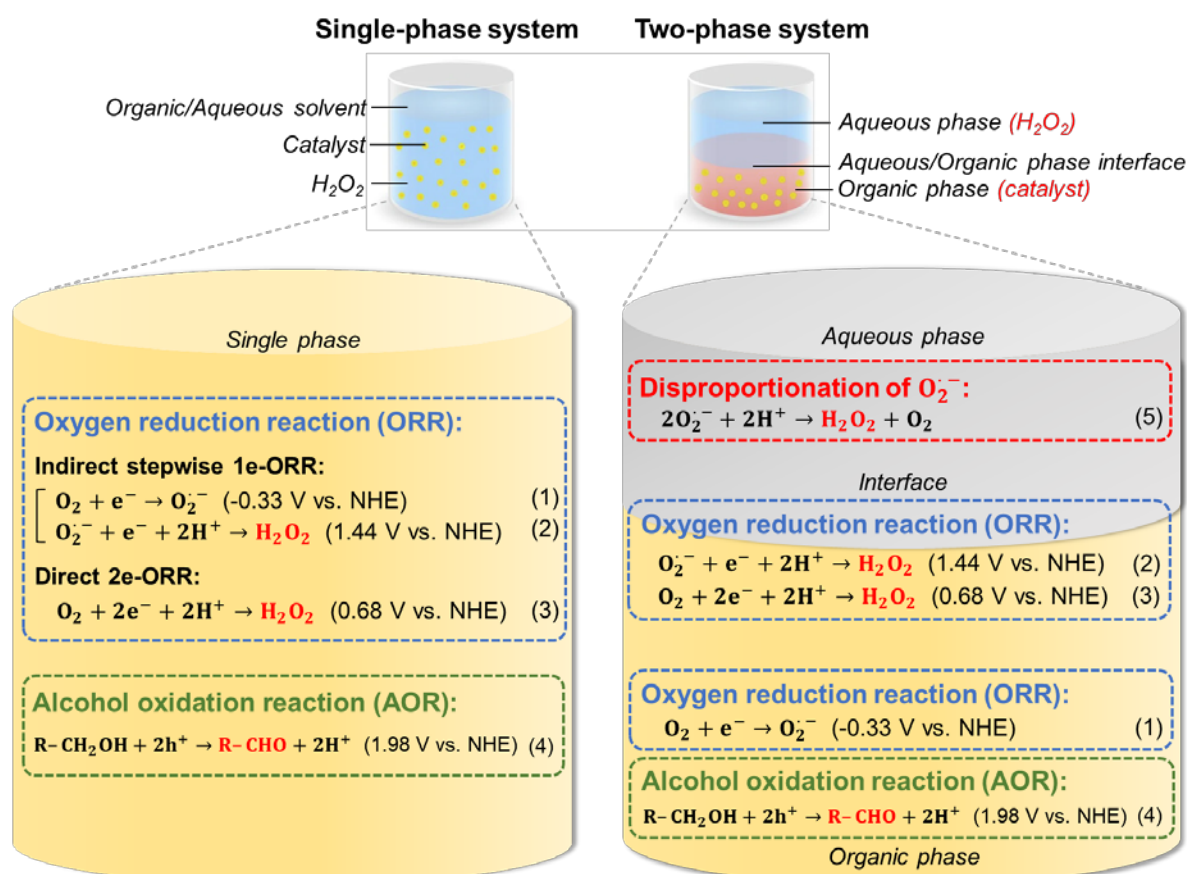 Single-phase system
Two-phase system
Organic/Aqueous solvent
Catalyst
H₂O₂
Aqueous phase (H₂O₂)
Aqueous/Organic phase interface
Organic phase (catalyst)
Single phase
Oxygen reduction reaction (ORR):
Indirect stepwise 1e-ORR:
O₂ + e⁻ → O₂·⁻ (-0.33 V vs. NHE) (1)
O₂·⁻ + e⁻ + 2H⁺ → H₂O₂ (1.44 V vs. NHE) (2)
Direct 2e-ORR:
O₂ + 2e⁻ + 2H⁺ → H₂O₂ (0.68 V vs. NHE) (3)
Alcohol oxidation reaction (AOR):
R−CH₂OH + 2h⁺ → R−CHO + 2H⁺ (1.98 V vs. NHE) (4)
Aqueous phase
Disproportionation of O₂·⁻:
2O₂·⁻ + 2H⁺ → H₂O₂ + O₂ (5)
Interface
Oxygen reduction reaction (ORR):
O₂·⁻ + e⁻ + 2H⁺ → H₂O₂ (1.44 V vs. NHE) (2)
O₂ + 2e⁻ + 2H⁺ → H₂O₂ (0.68 V vs. NHE) (3)
Oxygen reduction reaction (ORR):
O₂ + e⁻ → O₂·⁻ (-0.33 V vs. NHE) (1)
Alcohol oxidation reaction (AOR):
R−CH₂OH + 2h⁺ → R−CHO + 2H⁺ (1.98 V vs. NHE) (4)
Organic phase